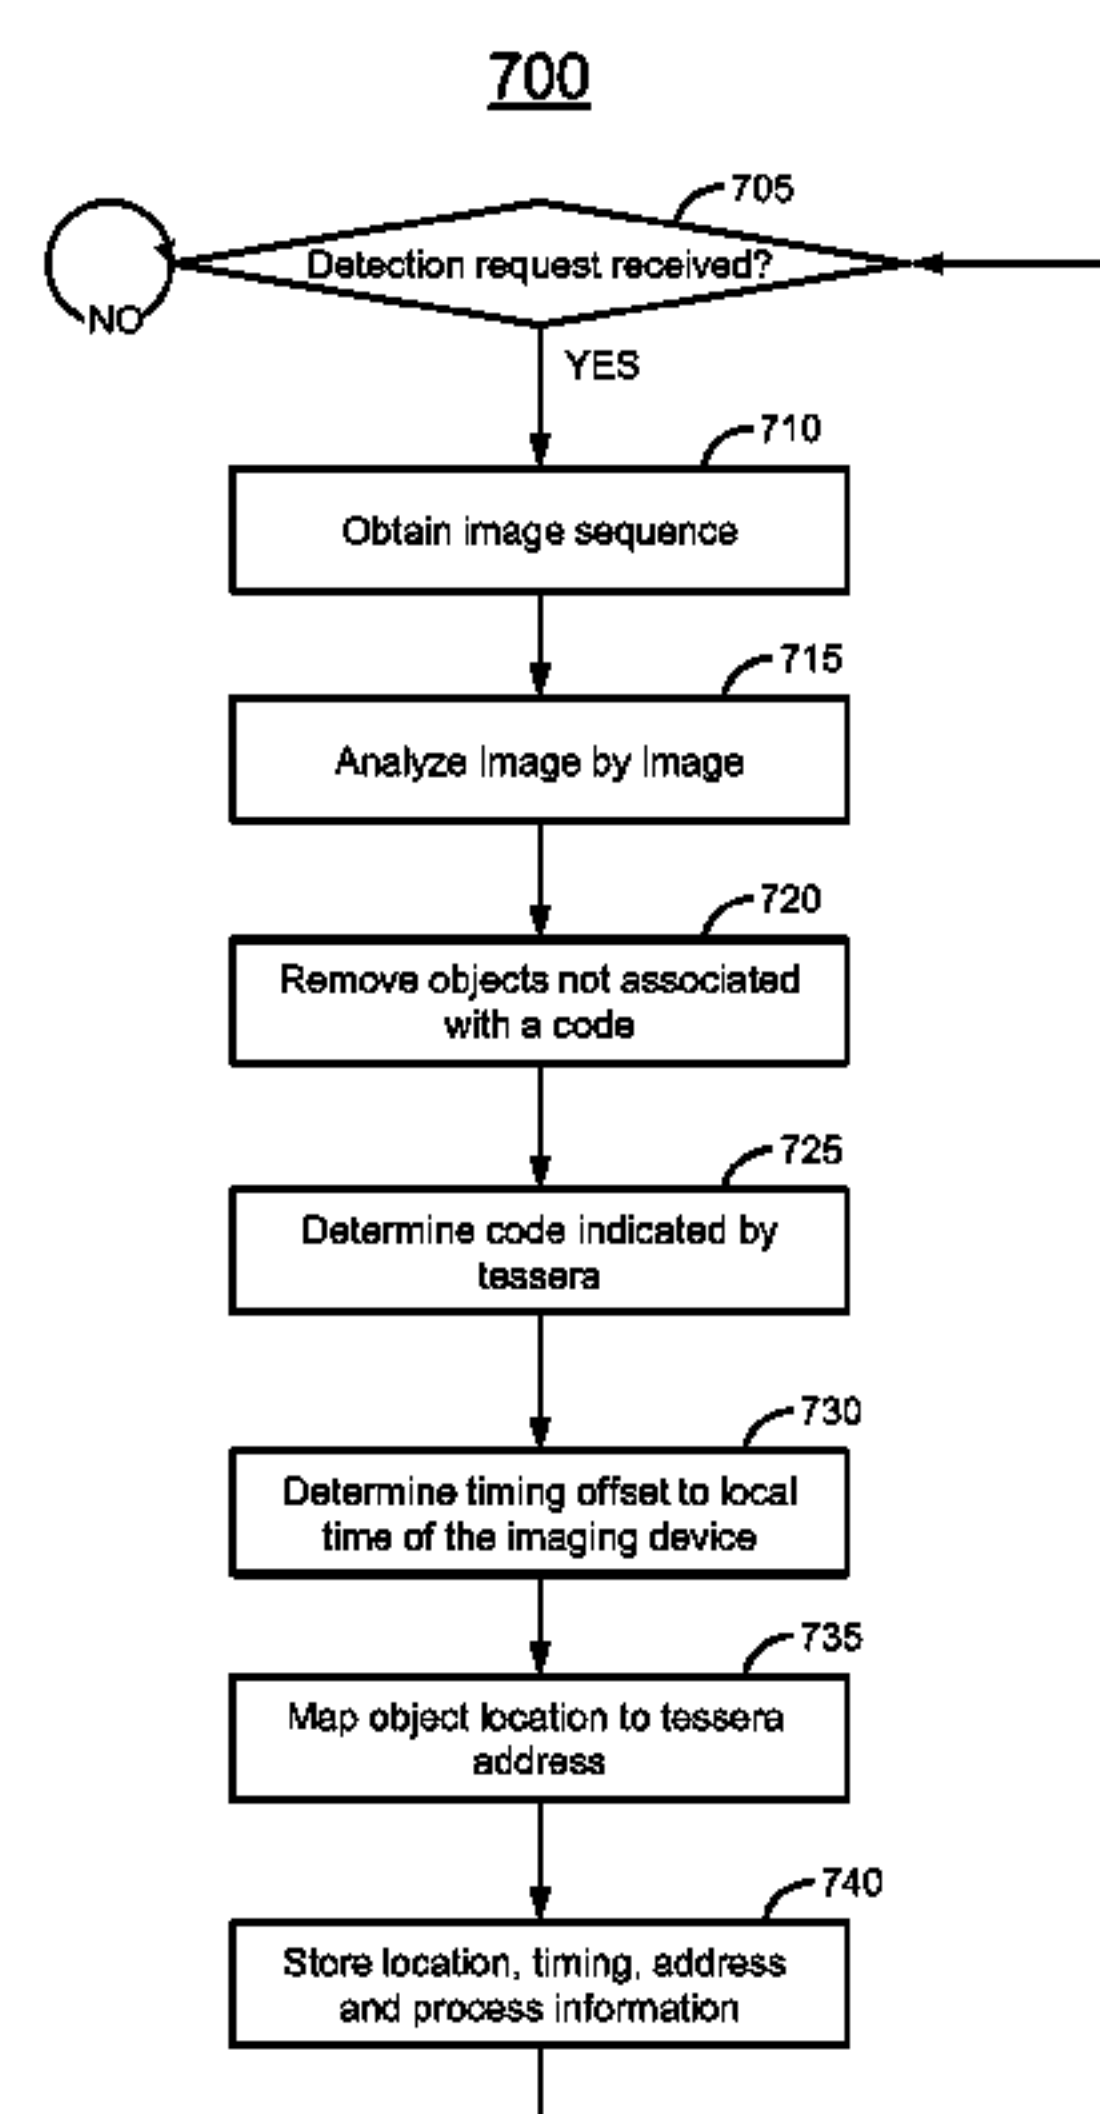 700
705
Detection request received?
NO
YES
710
Obtain image sequence
715
Analyze Image by Image
720
Remove objects not associated
with a code
725
Determine code indicated by
tessera
730
Determine timing offset to local
time of the imaging device
735
Map object location to tessera
address
740
Store location, timing, address
and process information